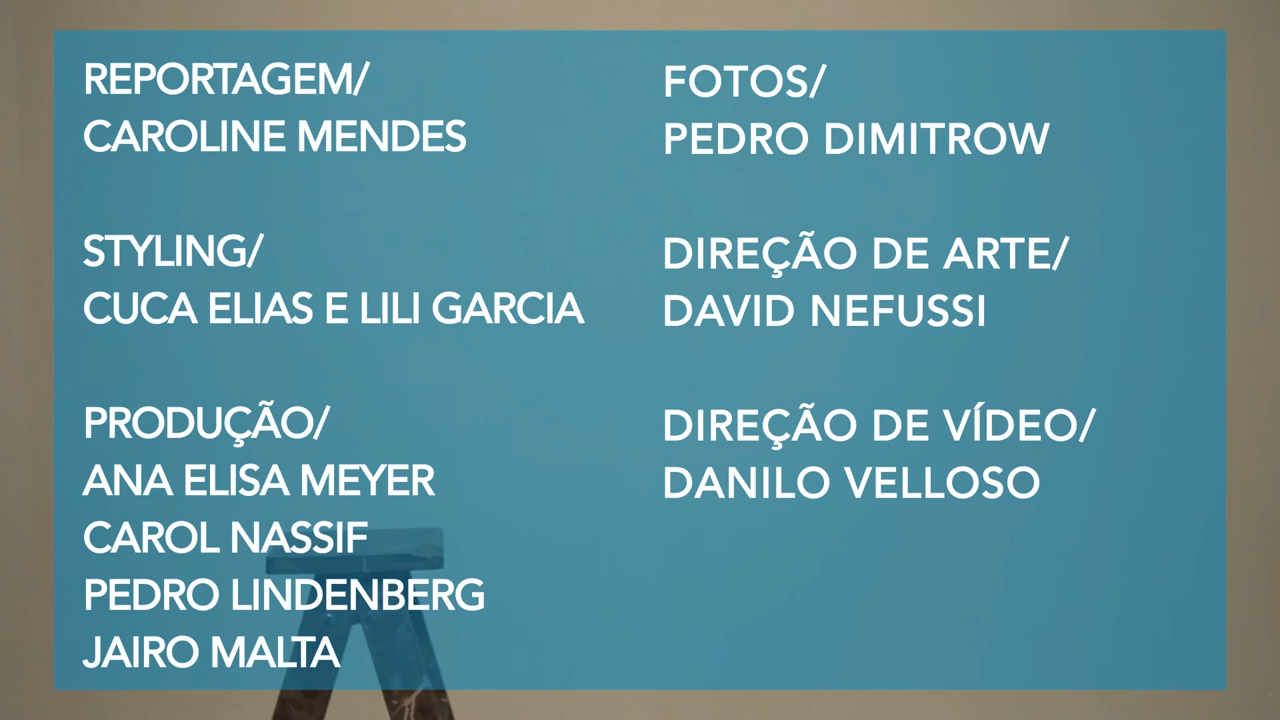 REPORTAGEM/
CAROLINE MENDES
STYLING/
CUCA ELIAS E LILI GARCIA
PRODUÇÃO/
ANA ELISA MEYER
CAROL NASSIF
PEDRO LINDENBERG
JAIRO MALTA
FOTOS/
PEDRO DIMITROW
DIREÇÃO DE ARTE/
DAVID NEFUSSI
DIREÇÃO DE VÍDEO/
DANILO VELLOSO